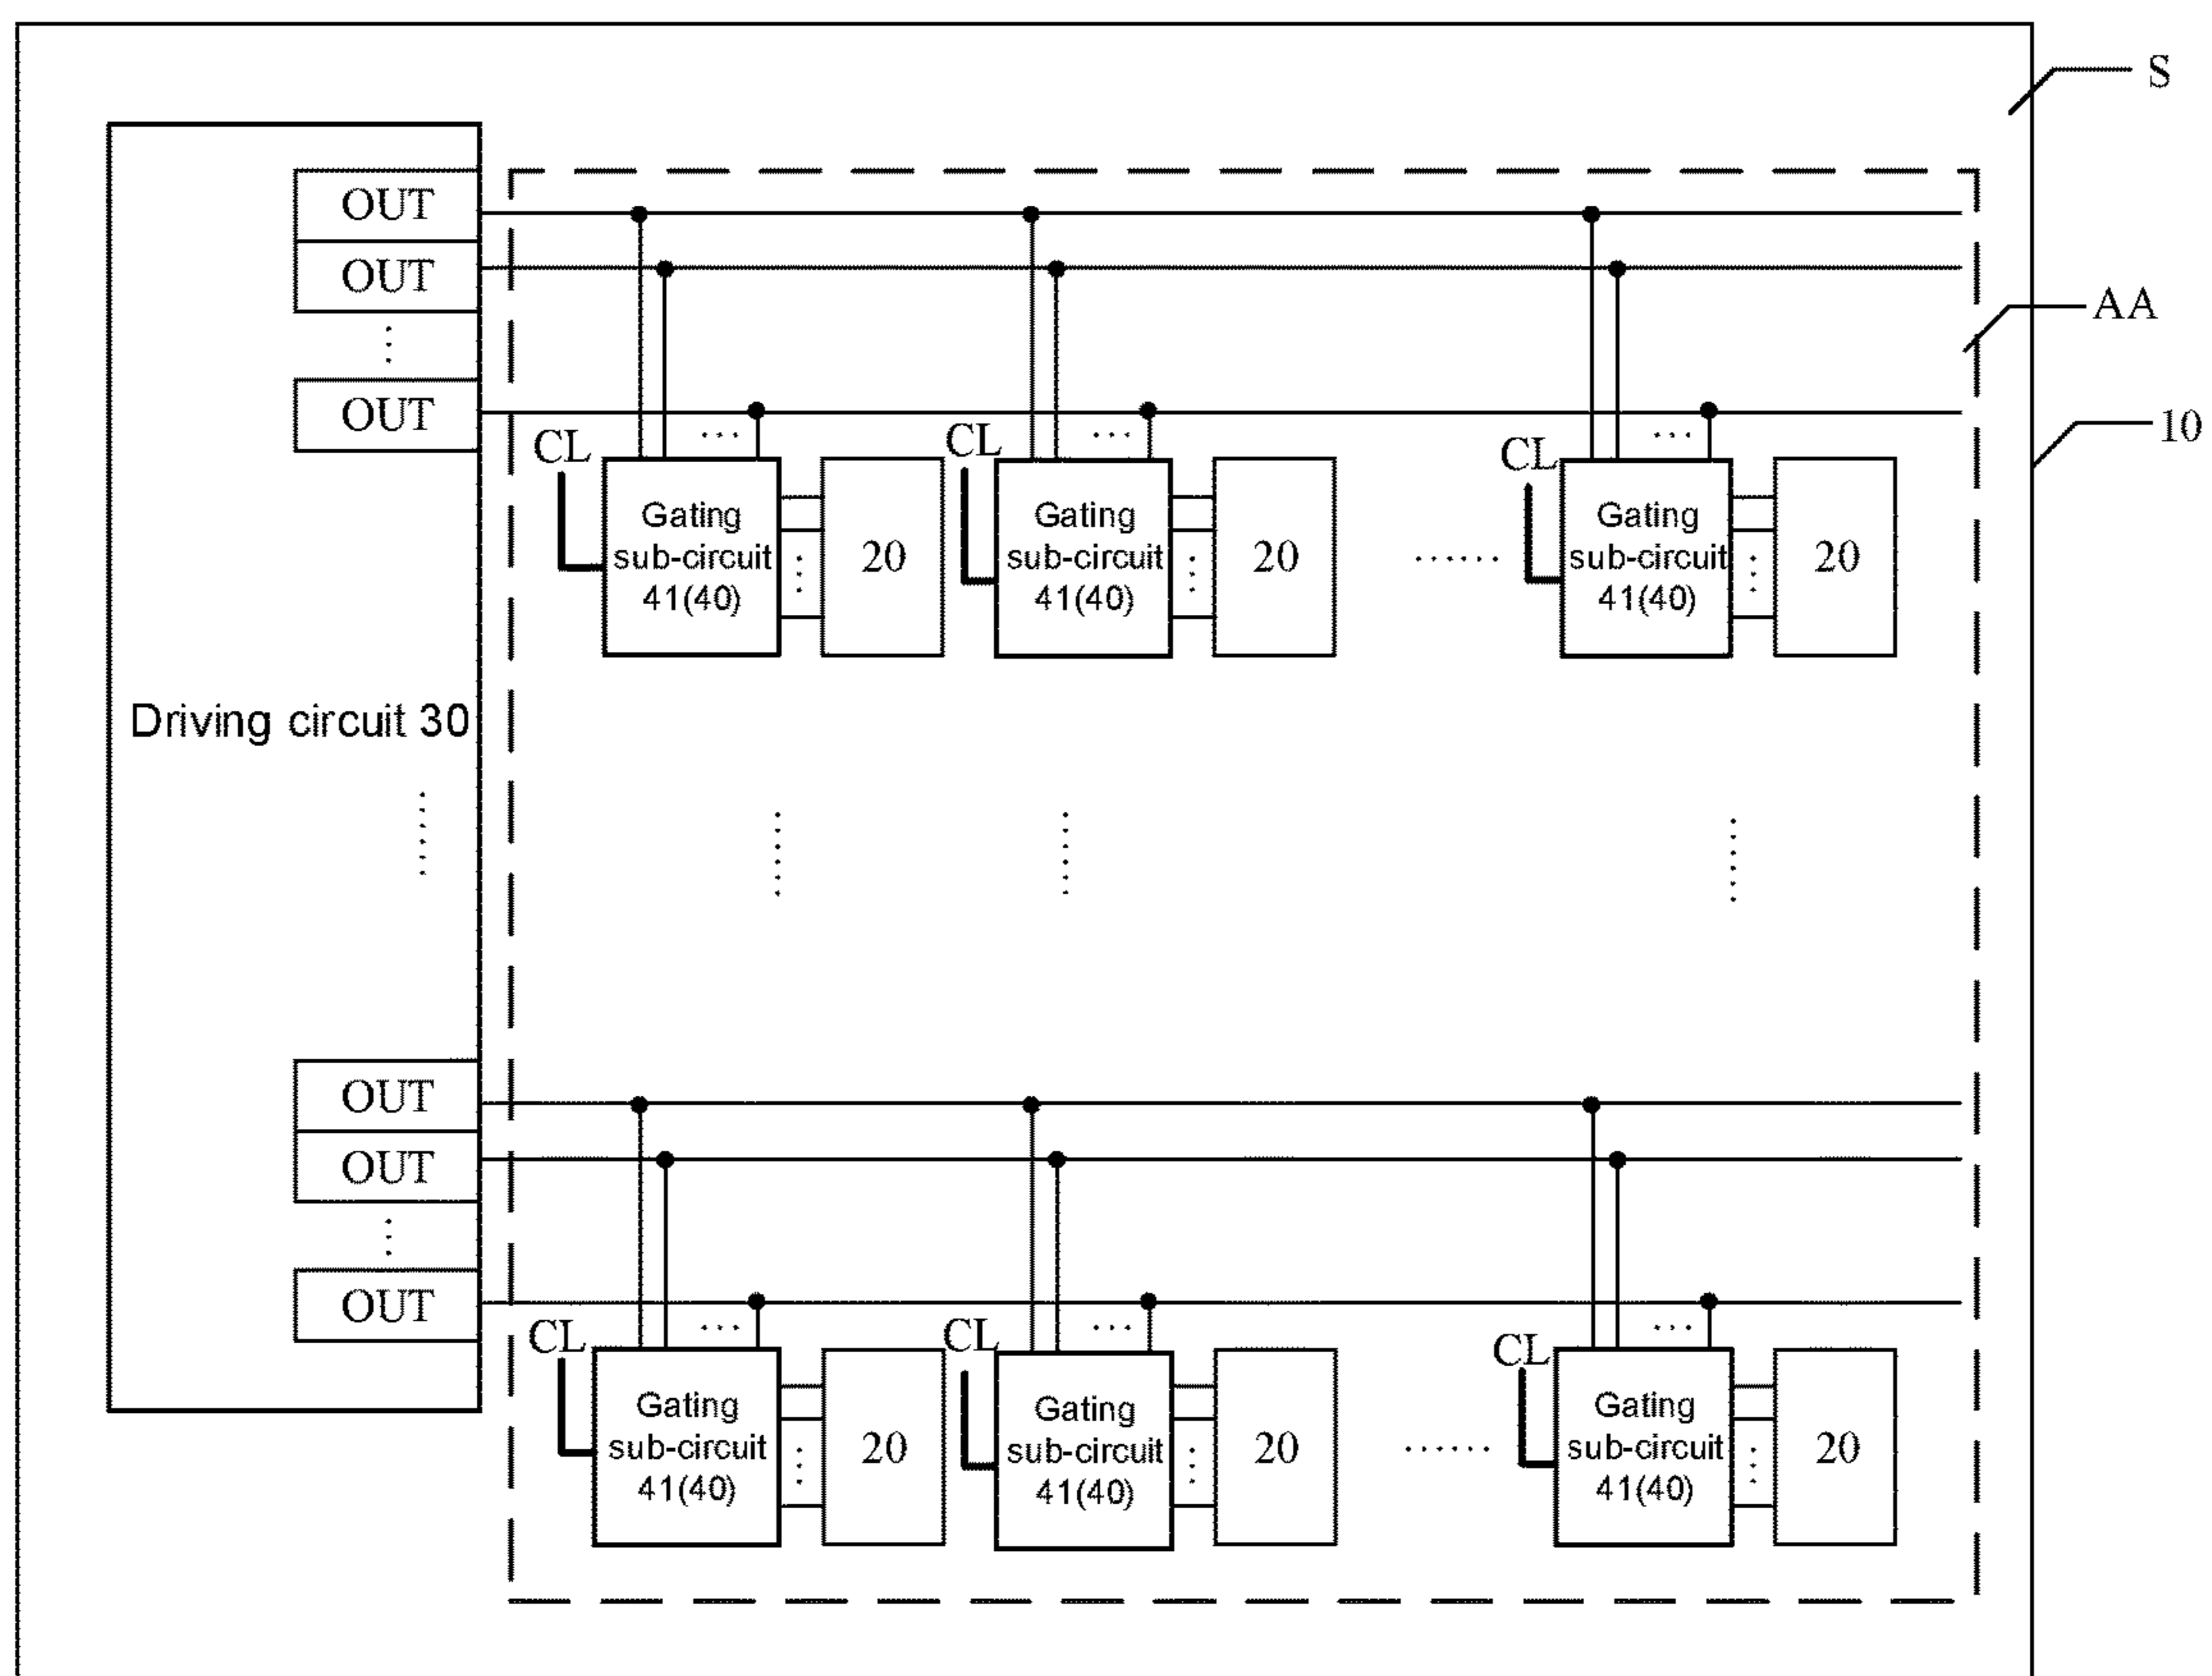 S
OUT
OUT
AA
OUT
10
CL
CL
CL
Gating
sub-circuit
41(40)
20
Gating
sub-circuit
41(40)
20
Gating
sub-circuit
41(40)
20
Driving circuit 30
OUT
OUT
OUT
CL
CL
CL
Gating
sub-circuit
41(40)
20
Gating
sub-circuit
41(40)
20
Gating
sub-circuit
41(40)
20